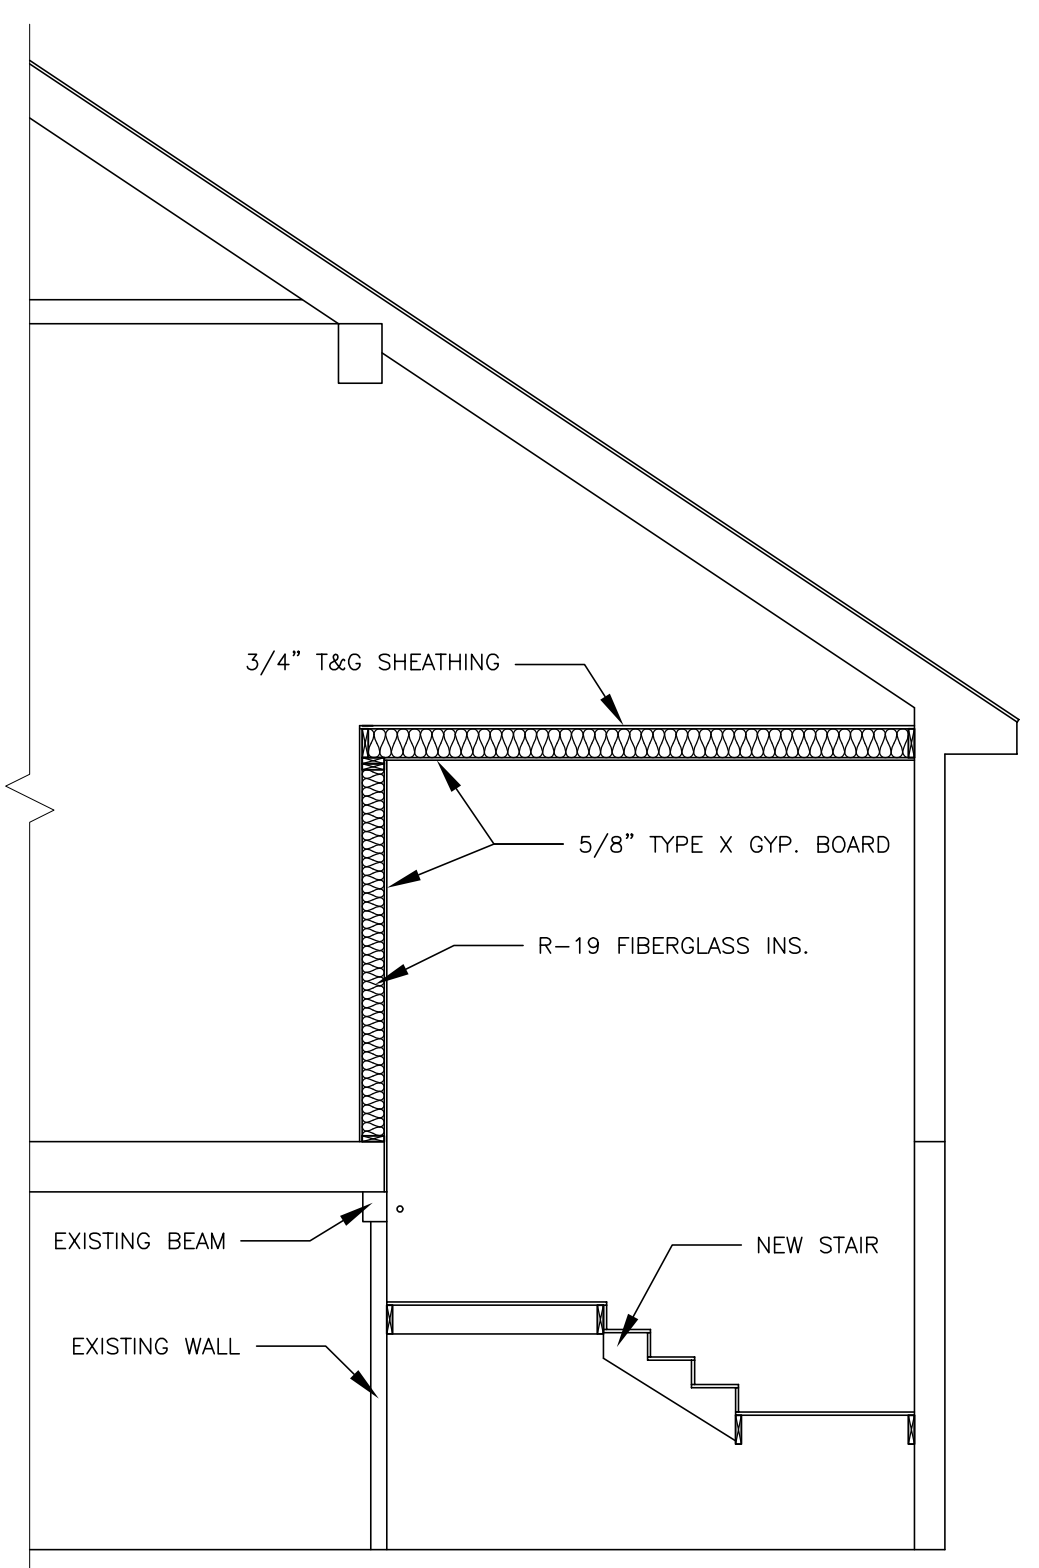 3/4” T&G SHEATHING
5/8” TYPE X GYP. BOARD
R-19 FIBERGLASS INS.
EXISTING BEAM
NEW STAIR
EXISTING WALL